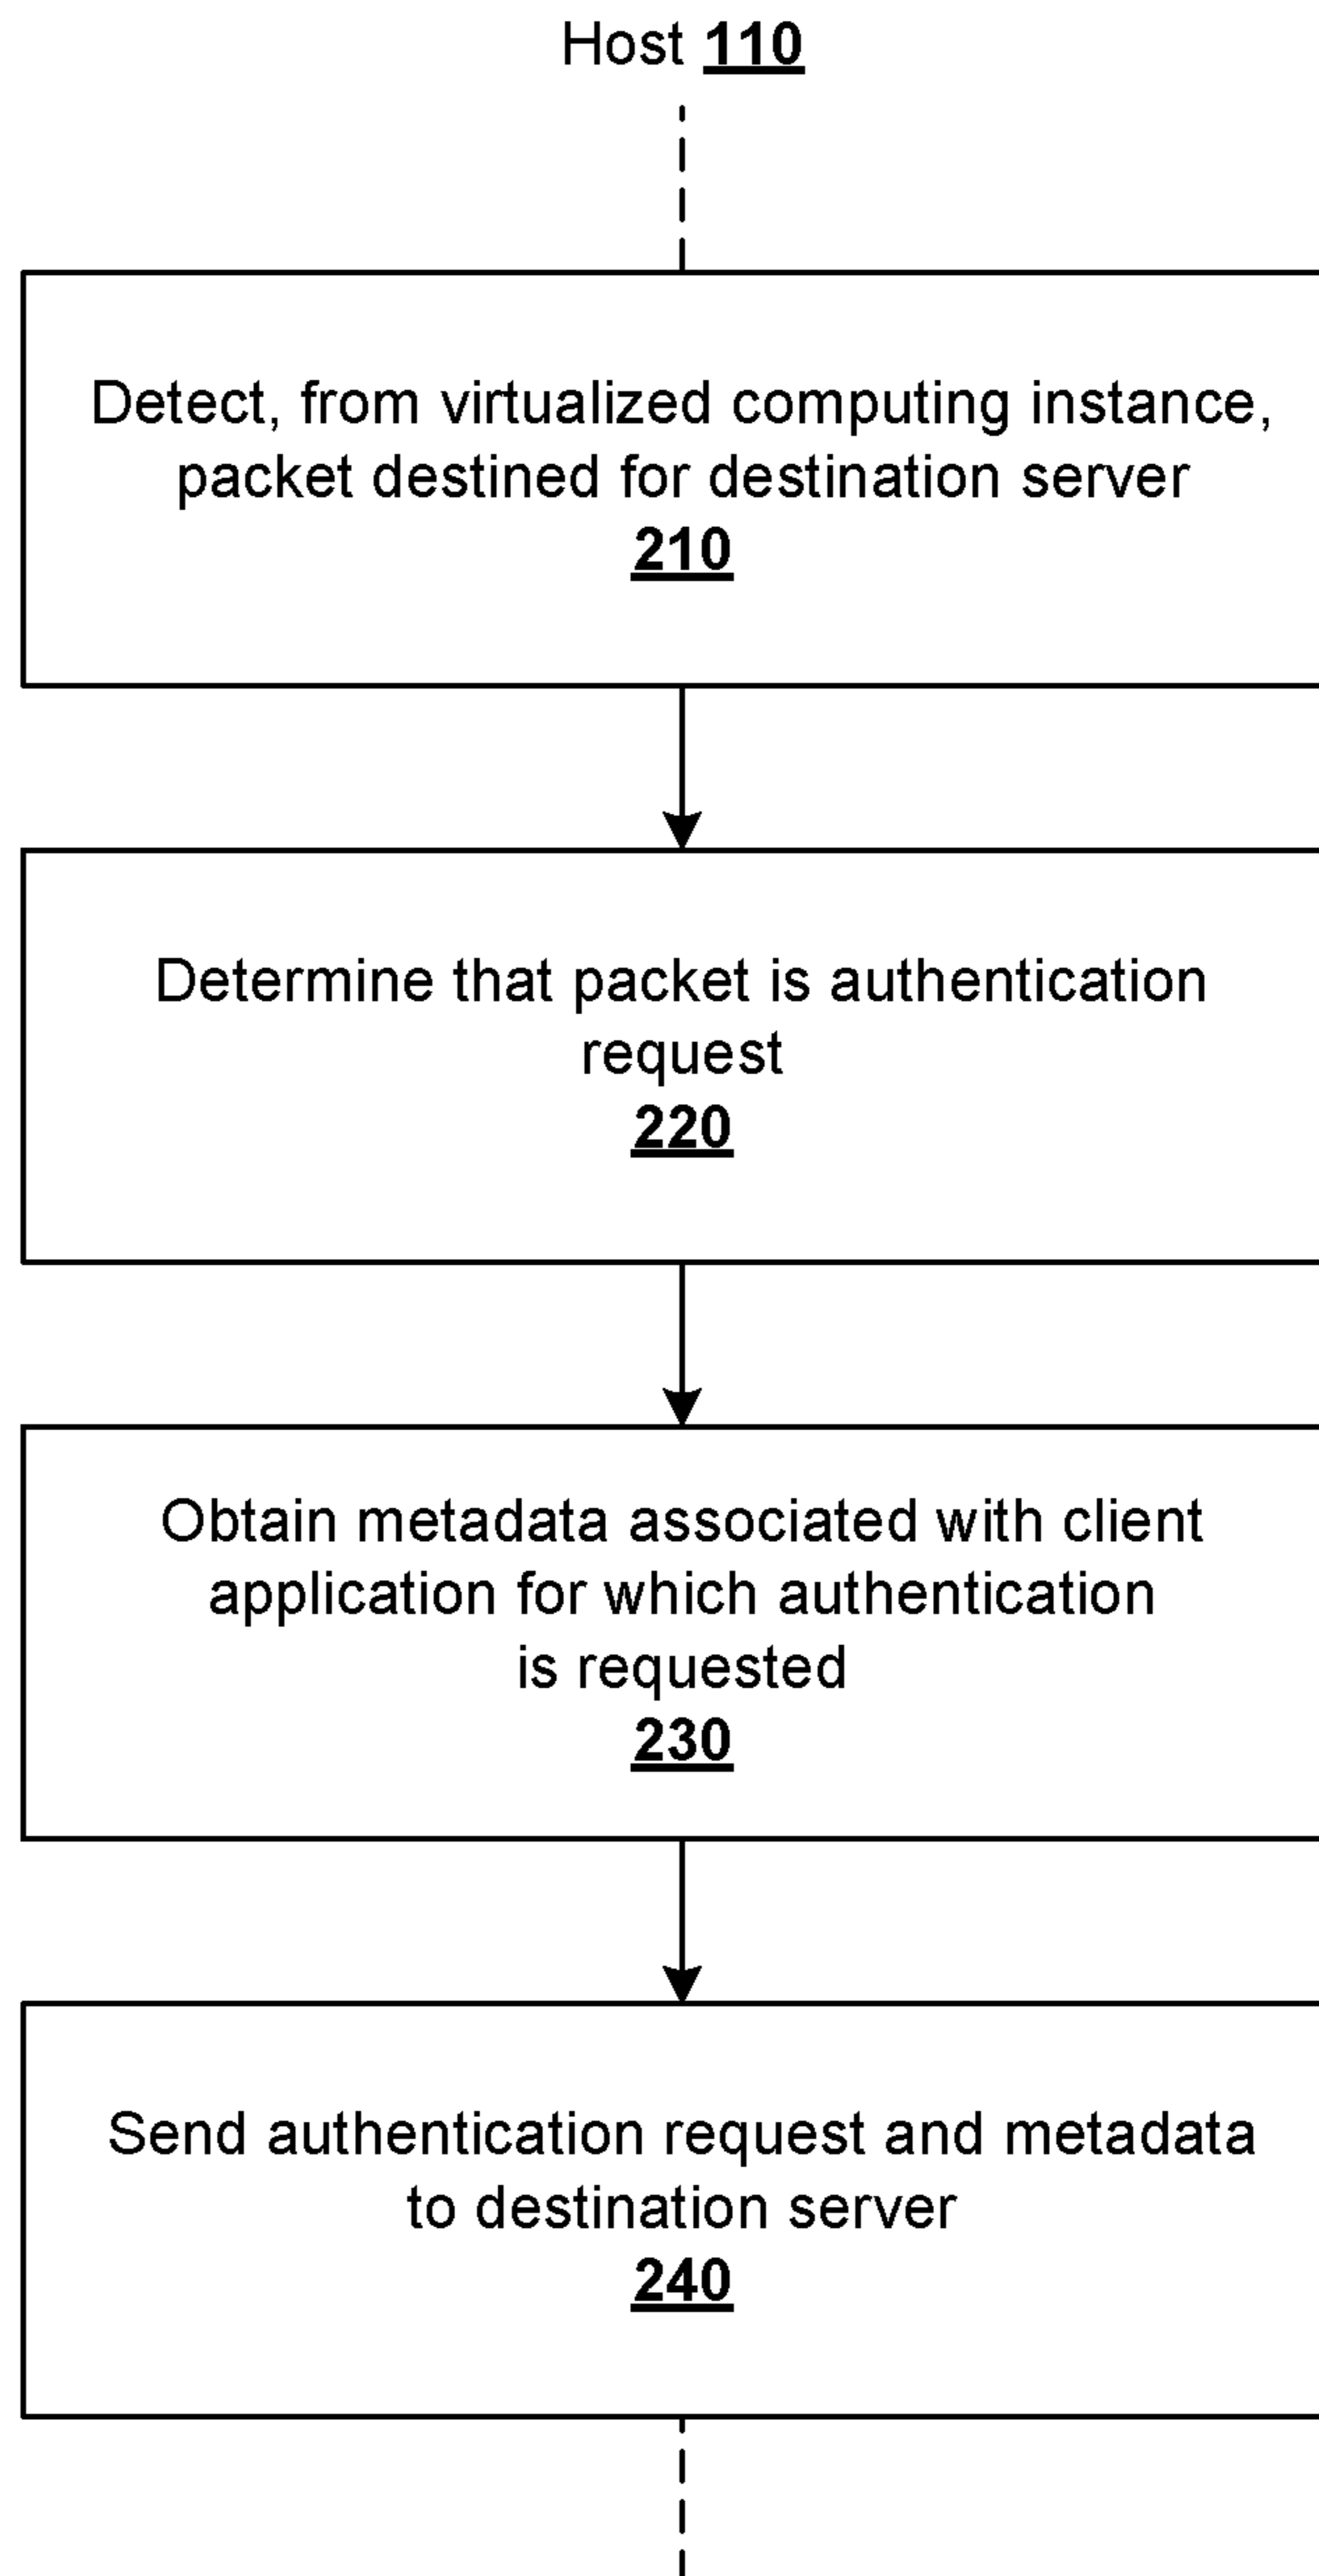 Host 110
Detect, from virtualized computing instance,
packet destined for destination server
210
Determine that packet is authentication
request
220
Obtain metadata associated with client
application for which authentication
is requested
230
Send authentication request and metadata
to destination server
240